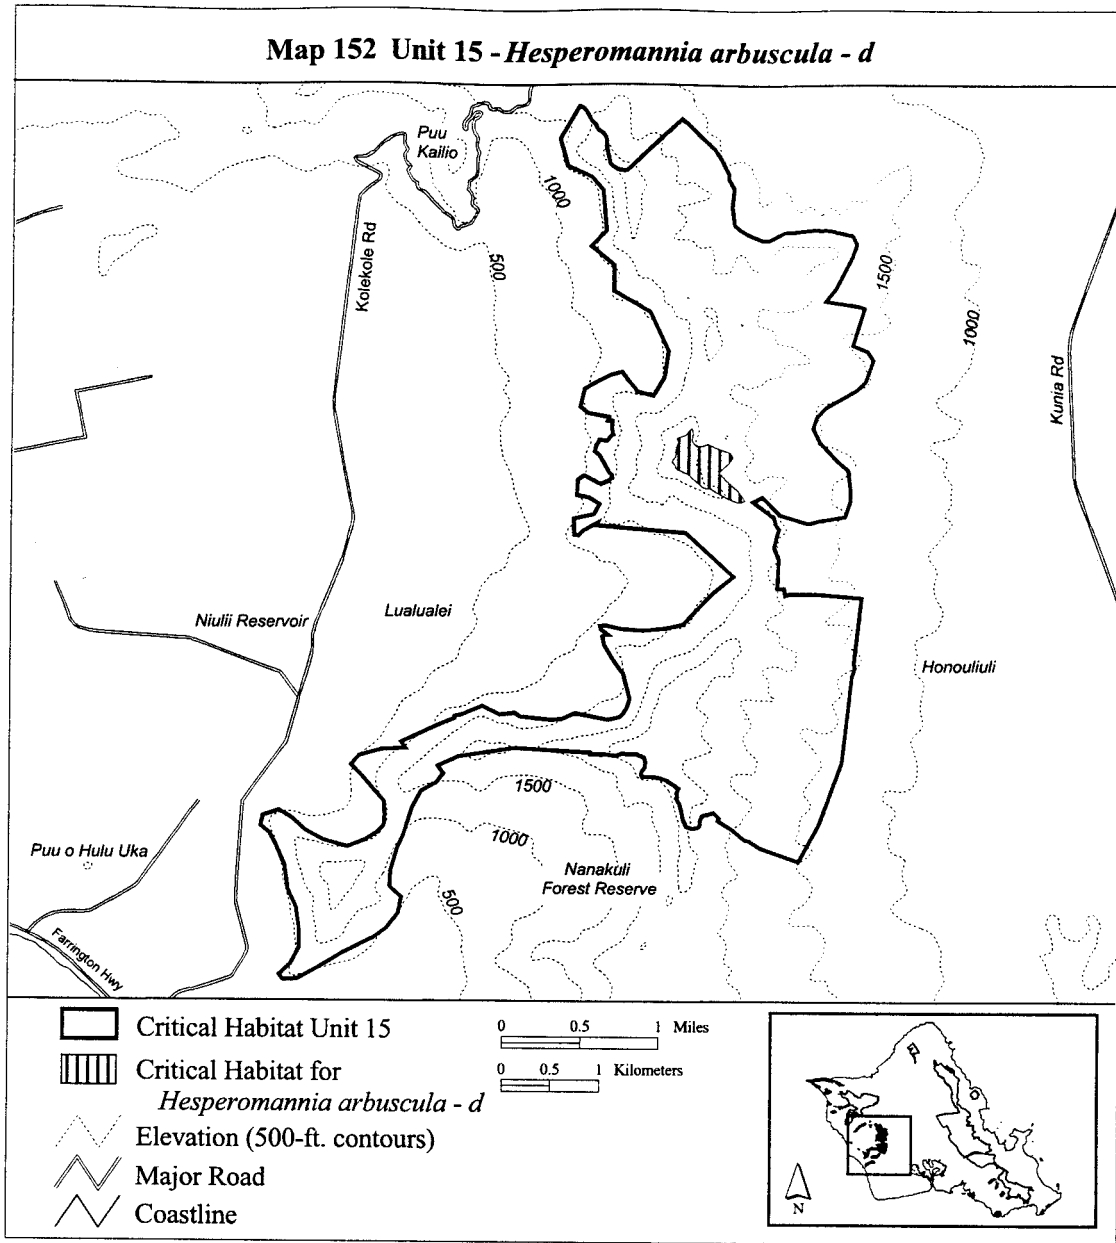 Map 152 Unit 15 - Hesperomannia arbuscula - d
Puu
Kailio
1000
Kolekole Rd
500
1500
1000
Kunia Rd
Niulii Reservoir
Lualualei
Honouliuli
1500
1000
Puu o Hulu Uka
Nanakuli
Forest Reserve
500
Farrington Hwy
Critical Habitat Unit 15
0 0.5 1 Miles
Critical Habitat for
Hesperomannia arbuscula - d
0 0.5 1 Kilometers
Elevation (500-ft. contours)
Major Road
Coastline
N